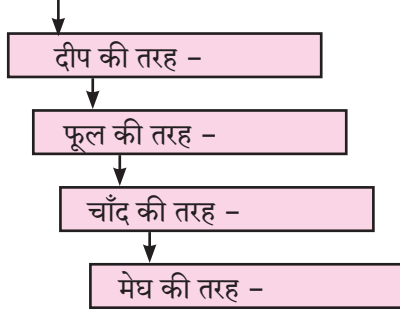 दीप की तरह –
फूल की तरह –
चाँद की तरह –
मेघ की तरह –